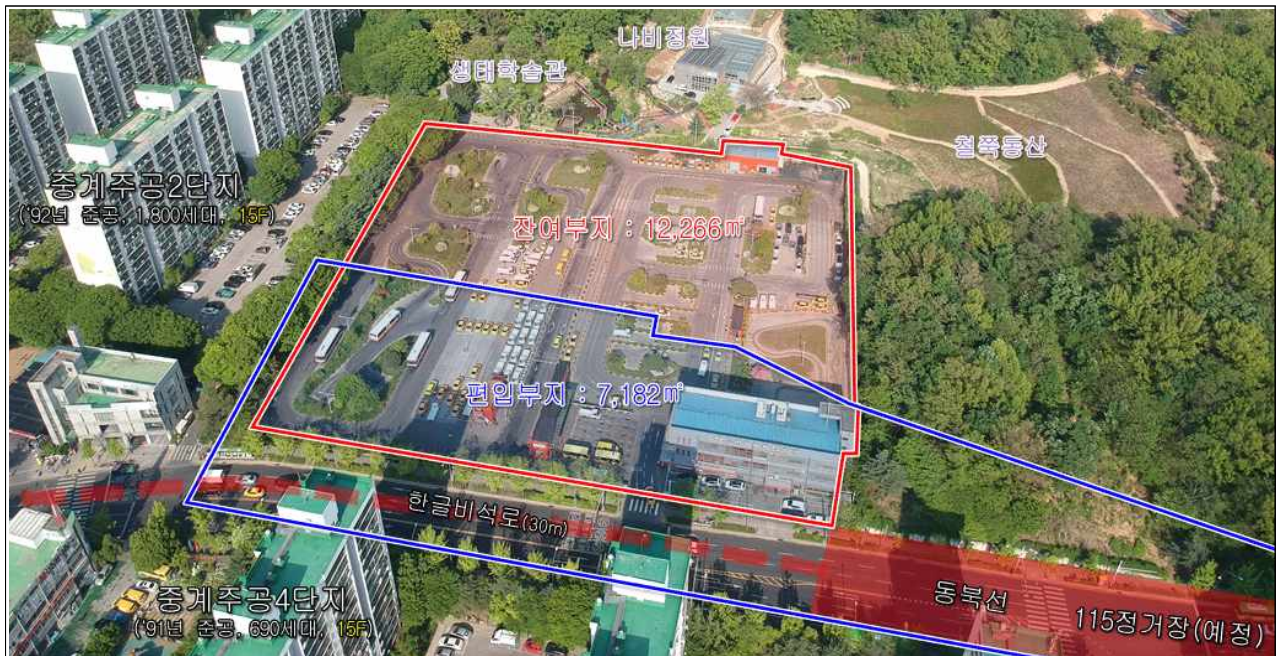 나비정원
생태학습관
철쭉동산
중계주공2단지
('92년 준공, 1,800세대, 15F)
잔여부지 : 12,266㎡
편입부지 : 7,182㎡
한글비석로(30m)
동북선
115정거장(예정)
중계주공4단지
('91년 준공, 690세대, 15F)